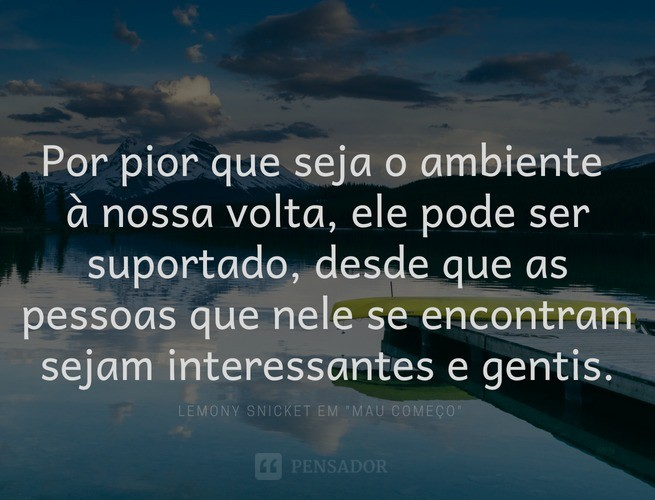 Por pior que seja o ambiente
à nossa volta, ele pode ser
suportado, desde que as
pessoas que nele se encontram
sejam interessantes e gentis.
LEMONY SNICKET EM "MAU COMEÇO"
PENSADOR